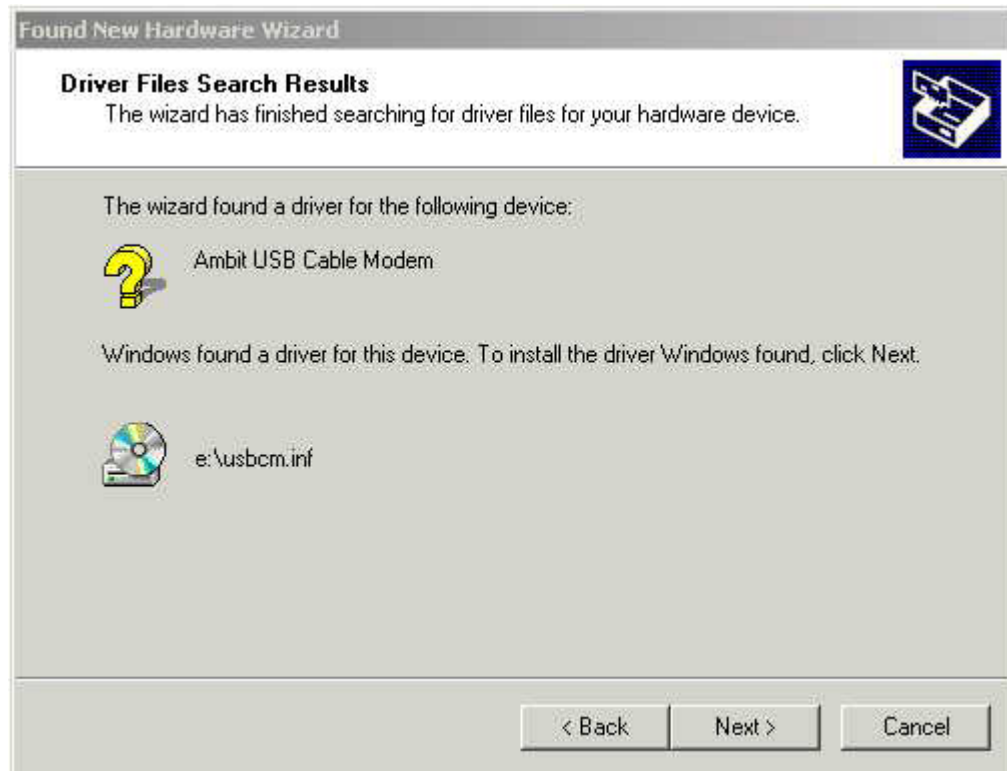 Found New Hardware Wizard
Driver Files Search Results
The wizard has finished searching for driver files for your hardware device.
The wizard found a driver for the following device:
Ambit USB Cable Modem
Windows found a driver for this device. To install the driver Windows found, click Next.
e:\usbcm.inf
< Back
Next >
Cancel